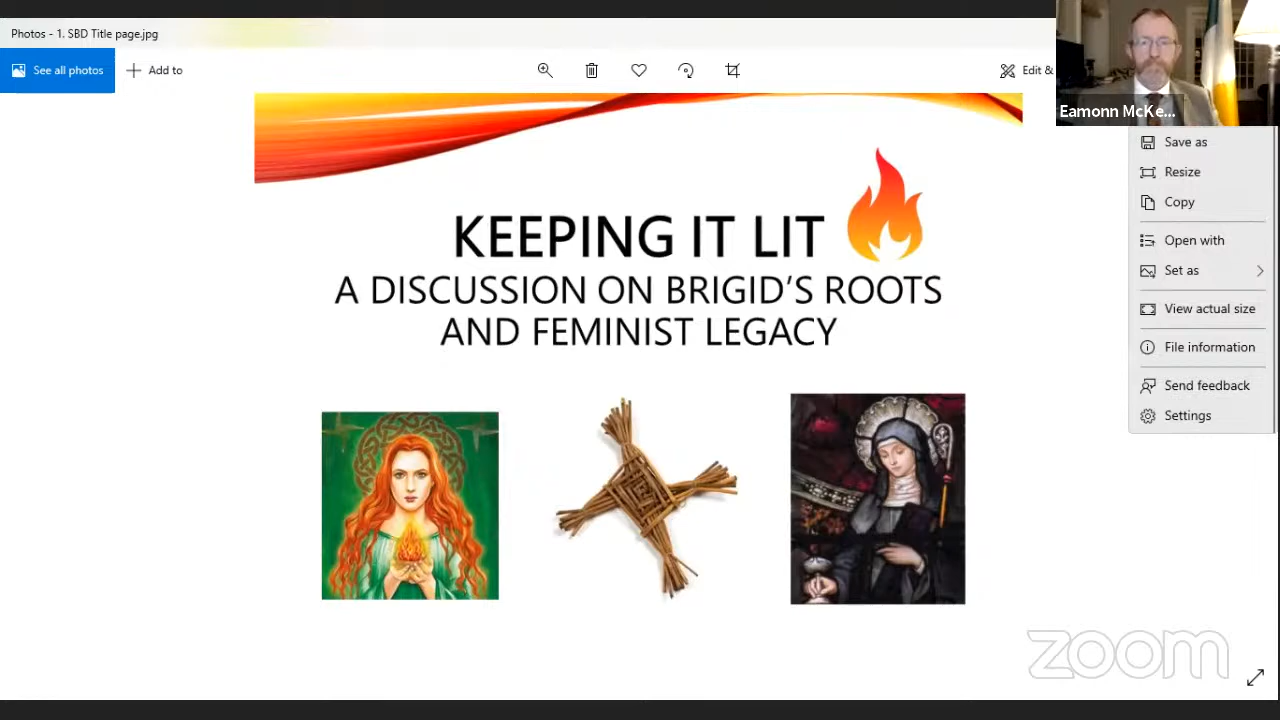 Photos - 1. SBD Title page.jpg
See all photos
Add to
Edit &
Eamonn McKe...
Save as
Resize
Copy
Open with
Set as
View actual size
File information
Send feedback
Settings
KEEPING IT LIT
A DISCUSSION ON BRIGID'S ROOTS
AND FEMINIST LEGACY
zoom